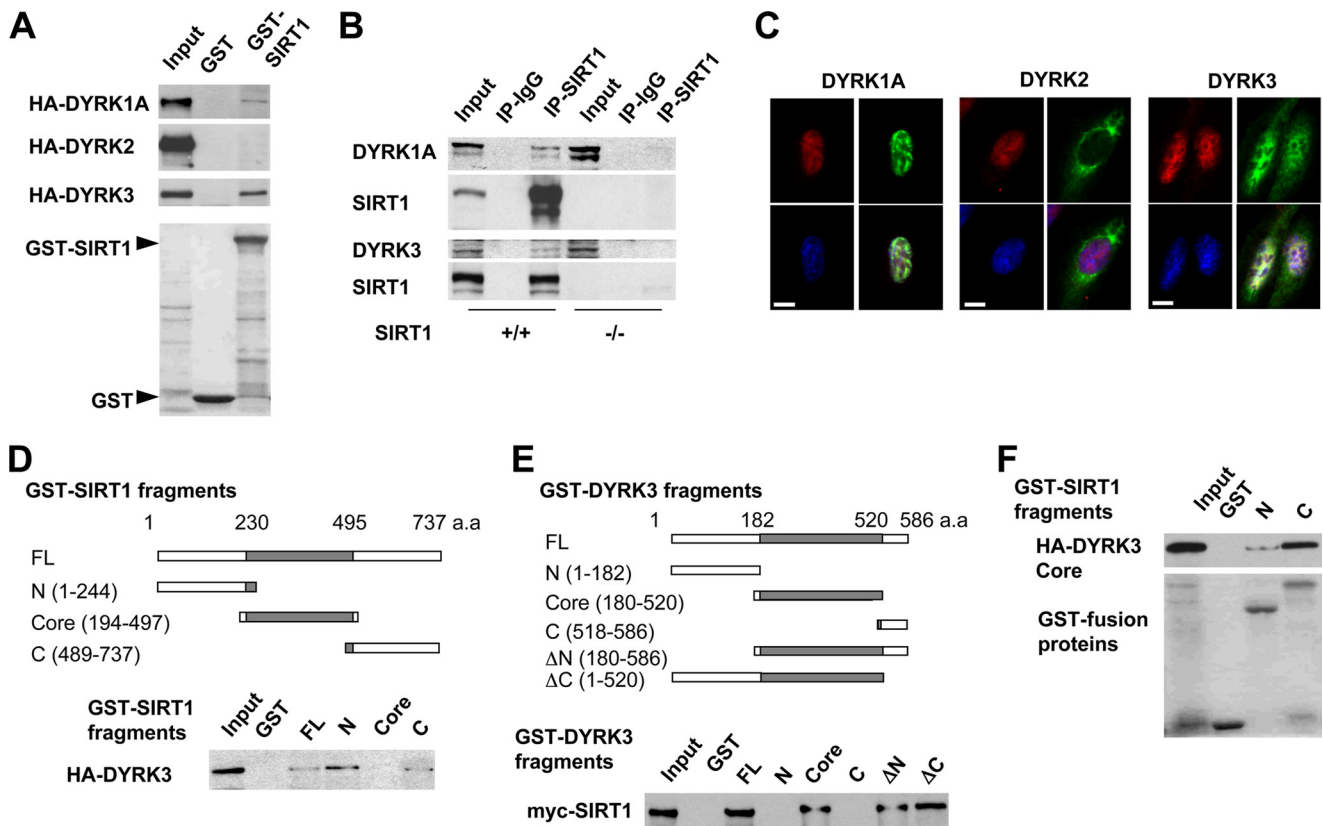 A
Input
GST
GST-
SIRT1
HA-DYRK1A
HA-DYRK2
HA-DYRK3
GST-SIRT1
GST
B
Input
IP-IgG
IP-SIRT1
Input
IP-IgG
IP-SIRT1
DYRK1A
SIRT1
DYRK3
SIRT1
SIRT1
+/+
-/-
C
DYRK1A
DYRK2
DYRK3
D
GST-SIRT1 fragments
1 230 495 737 a.a
FL
N (1-244)
Core (194-497)
C (489-737)
GST-SIRT1
fragments
Input
GST
FL
N
Core
C
HA-DYRK3
E
GST-DYRK3 fragments
1 182 520 586 a.a
FL
N (1-182)
Core (180-520)
C (518-586)
ΔN (180-586)
ΔC (1-520)
GST-DYRK3
fragments
Input
GST
FL
N
Core
C
ΔN
ΔC
myc-SIRT1
F
GST-SIRT1
fragments
Input
GST
N
C
HA-DYRK3
Core
GST-fusion
proteins